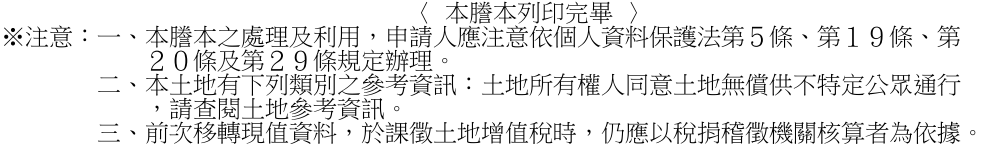 〈 本謄本列印完畢 〉
※注意：一、本謄本之處理及利用，申請人應注意依個人資料保護法第５條、第１９條、第
２０條及第２９條規定辦理。
二、本土地有下列類別之參考資訊：土地所有權人同意土地無償供不特定公眾通行
，請查閱土地參考資訊。
三、前次移轉現值資料，於課徵土地增值稅時，仍應以稅捐稽徵機關核算者為依據。